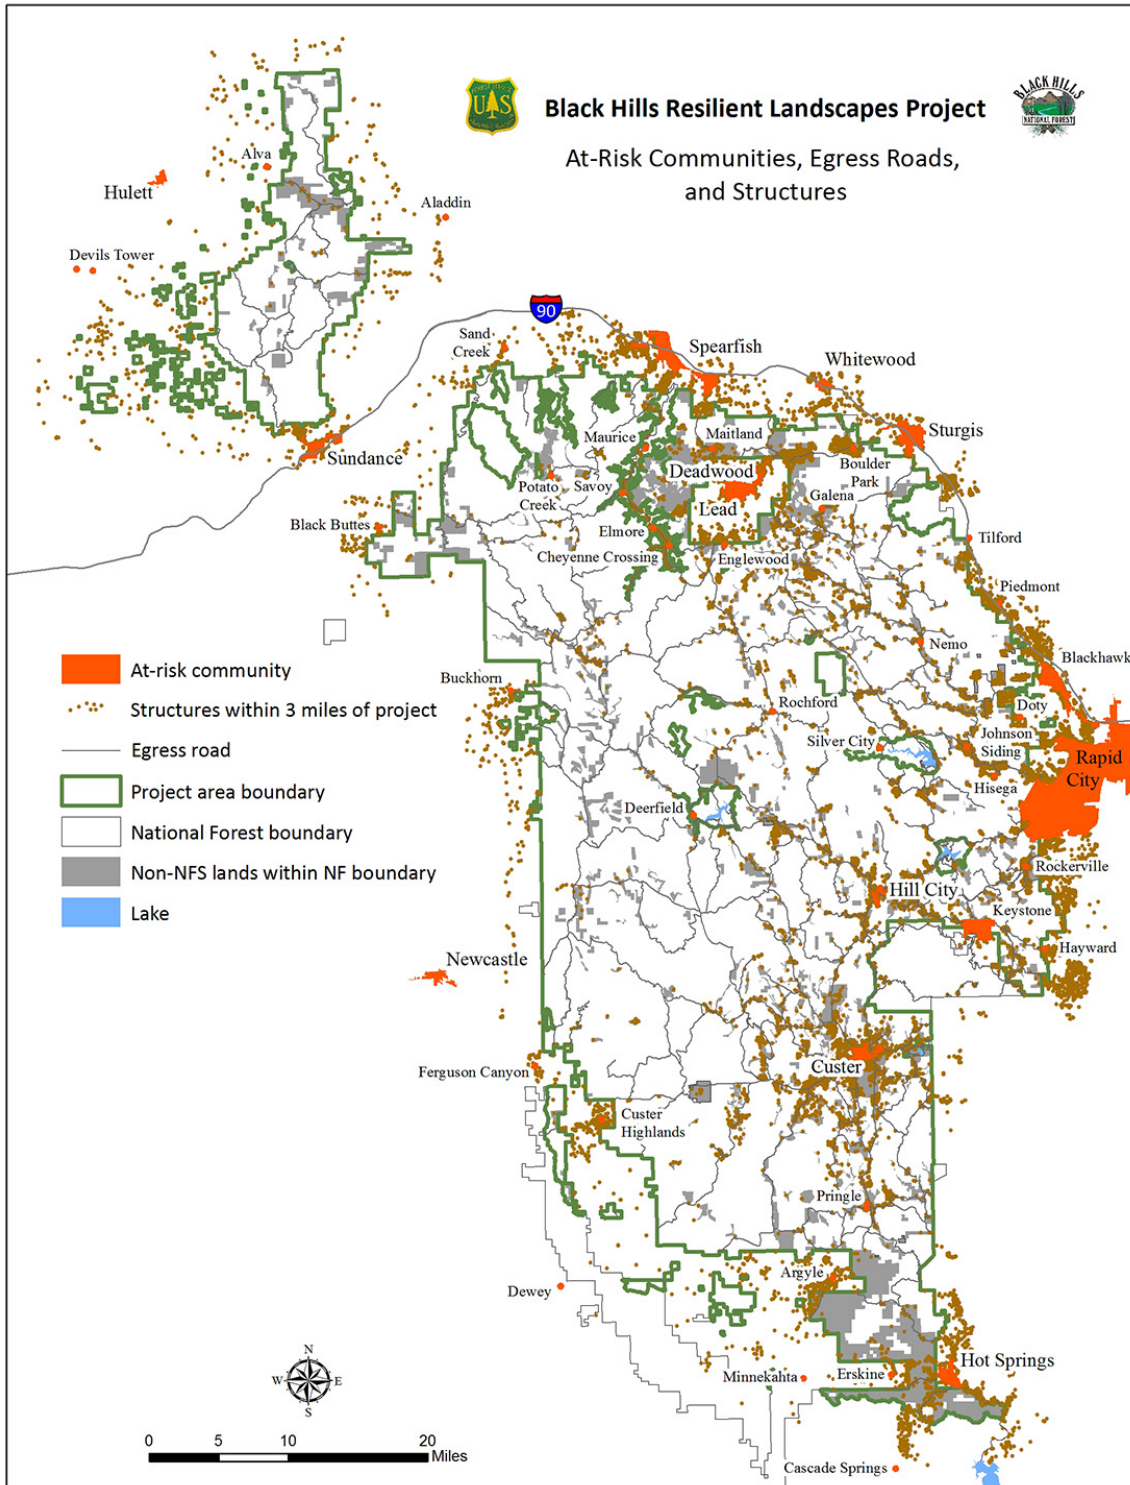 Black Hills Resilient Landscapes Project
At-Risk Communities, Egress Roads,
and Structures
US
BLACK HILLS
NATIONAL FOREST
90
Alva
Hulett
Aladdin
Devils Tower
Sand
Creek
Spearfish
Whitewood
Sturgis
Sundance
Maurice
Maitland
Deadwood
Boulder
Park
Potato
Creek
Savoy
Lead
Galena
Black Buttes
Elmore
Cheyenne Crossing
Englewood
Tilford
Piedmont
Nemo
Blackhawk
Buckhorn
Rochford
Doty
Silver City
Johnson
Siding
Rapid
City
Hisega
Deerfield
Rockerville
Hill City
Keystone
Hayward
Newcastle
Custer
Ferguson Canyon
Custer
Highlands
Pringle
Argyle
Dewey
Hot Springs
Minnekahta
Erskine
Cascade Springs
At-risk community
Structures within 3 miles of project
Egress road
Project area boundary
National Forest boundary
Non-NFS lands within NF boundary
Lake
N
W E
S
0 5 10 20
Miles